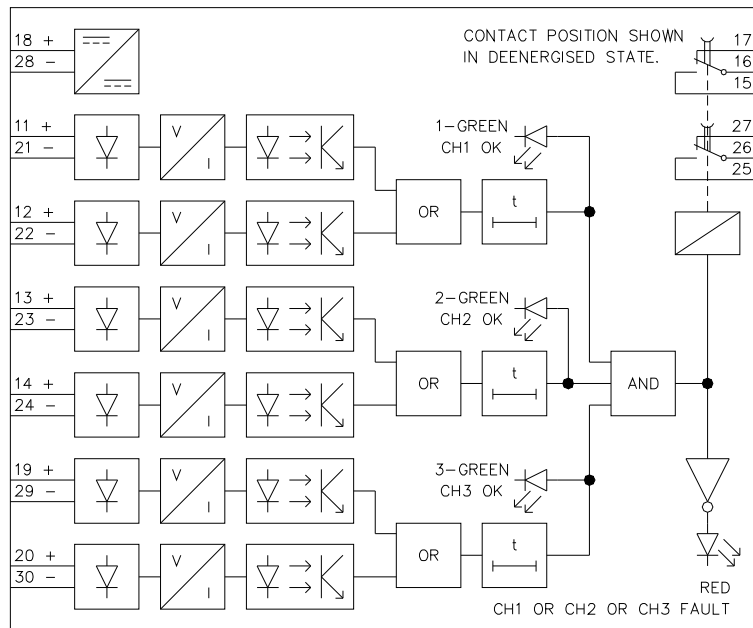 18 +
28 -
CONTACT POSITION SHOWN
IN DEENERGISED STATE.
17
16
15
11 +
21 -
V
I
1-GREEN
CH1 OK
27
26
25
12 +
22 -
V
I
OR
t
13 +
23 -
V
I
2-GREEN
CH2 OK
14 +
24 -
V
I
OR
t
AND
19 +
29 -
V
I
3-GREEN
CH3 OK
20 +
30 -
V
I
OR
t
RED
CH1 OR CH2 OR CH3 FAULT